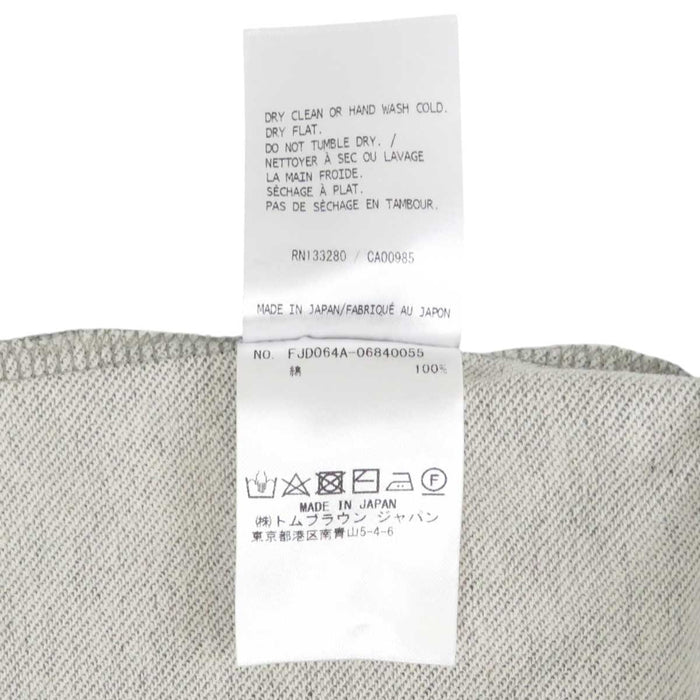 DRY CLEAN OR HAND WASH COLD.
DRY FLAT.
DO NOT TUMBLE DRY. /
NETTOYER À SEC OU LAVAGE
LA MAIN FROIDE.
SÉCHAGE À PLAT.
PAS DE SÉCHAGE EN TAMBOUR.
RN133280 / CA00985
MADE IN JAPAN/FABRIQUÉ AU JAPON
NO. FJD064A-06840055
綿 100%
F
MADE IN JAPAN
㈱トムブラウン ジャパン
東京都港区南青山5-4-6